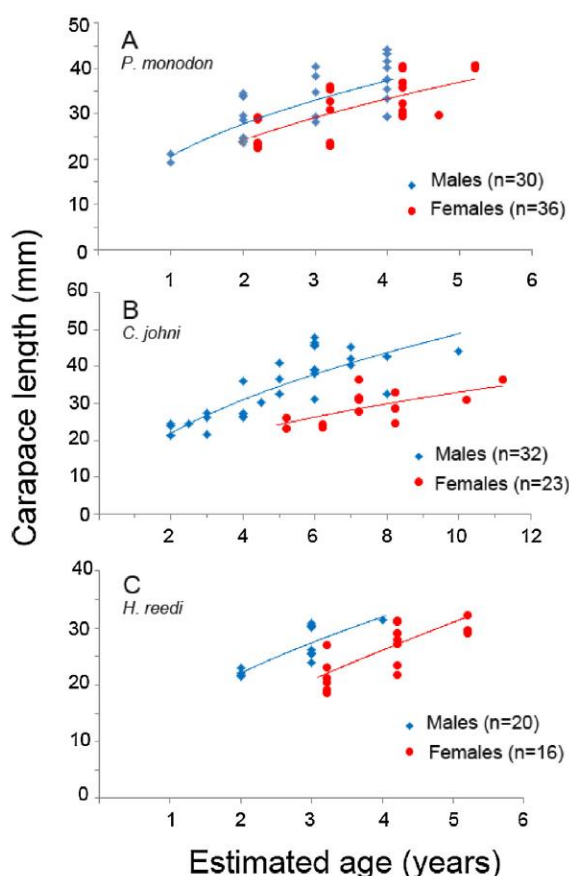 Carapace length (mm)
50
40
30
20
10
0
A
P. monodon
Males (n=30)
Females (n=36)
1
2
3
4
5
6
60
50
40
30
20
10
0
B
C. johni
Males (n=32)
Females (n=23)
2
4
6
8
10
12
40
30
20
10
0
C
H. reedi
Males (n=20)
Females (n=16)
1
2
3
4
5
6
Estimated age (years)